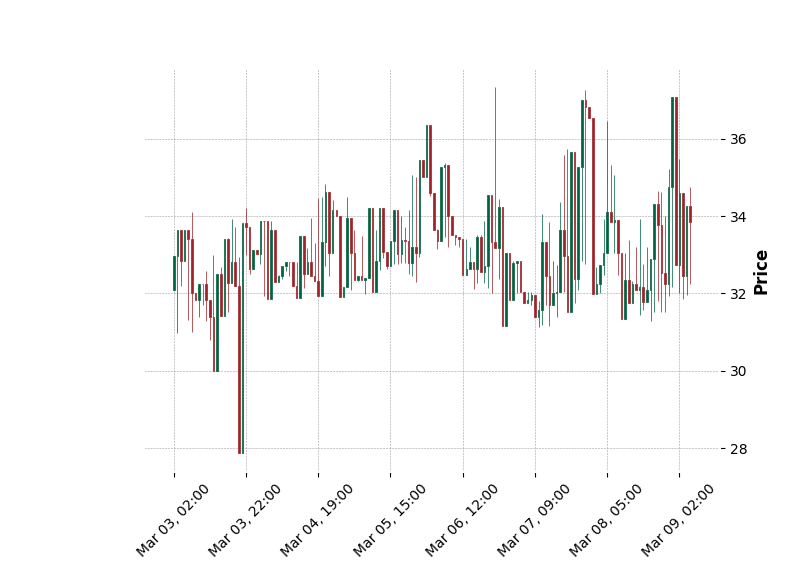 36
34
32
30
28
Price
Mar 03, 02:00
Mar 03, 22:00
Mar 04, 19:00
Mar 05, 15:00
Mar 06, 12:00
Mar 07, 09:00
Mar 08, 05:00
Mar 09, 02:00